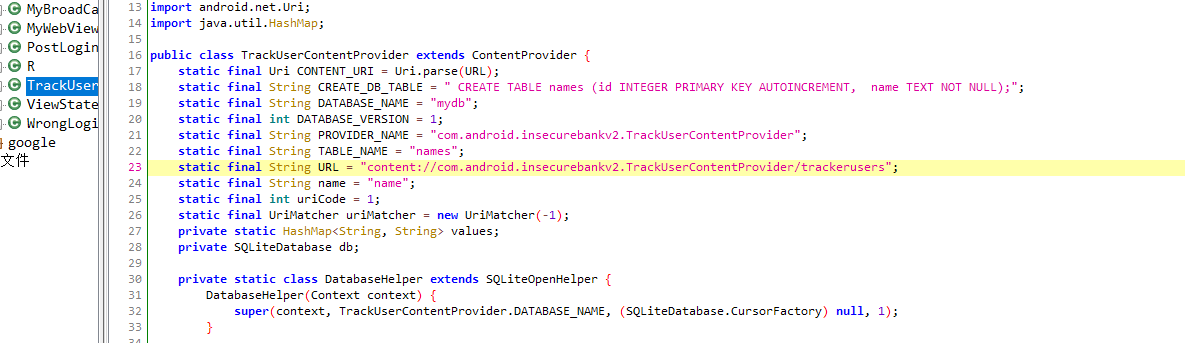 MyBroadCa
MyWebView
PostLogin
R
TrackUser
ViewState
WrongLogi
google
文件
13 import android.net.Uri;
14 import java.util.HashMap;
15
16 public class TrackUserContentProvider extends ContentProvider {
17 static final Uri CONTENT_URI = Uri.parse(URL);
18 static final String CREATE_DB_TABLE = " CREATE TABLE names (id INTEGER PRIMARY KEY AUTOINCREMENT,  name TEXT NOT NULL);";
19 static final String DATABASE_NAME = "mydb";
20 static final int DATABASE_VERSION = 1;
21 static final String PROVIDER_NAME = "com.android.insecurebankv2.TrackUserContentProvider";
22 static final String TABLE_NAME = "names";
23 static final String URL = "content://com.android.insecurebankv2.TrackUserContentProvider/trackerusers";
24 static final String name = "name";
25 static final int uriCode = 1;
26 static final UriMatcher uriMatcher = new UriMatcher(-1);
27 private static HashMap<String, String> values;
28 private SQLiteDatabase db;
29
30 private static class DatabaseHelper extends SQLiteOpenHelper {
31 DatabaseHelper(Context context) {
32 super(context, TrackUserContentProvider.DATABASE_NAME, (SQLiteDatabase.CursorFactory) null, 1);
33 }